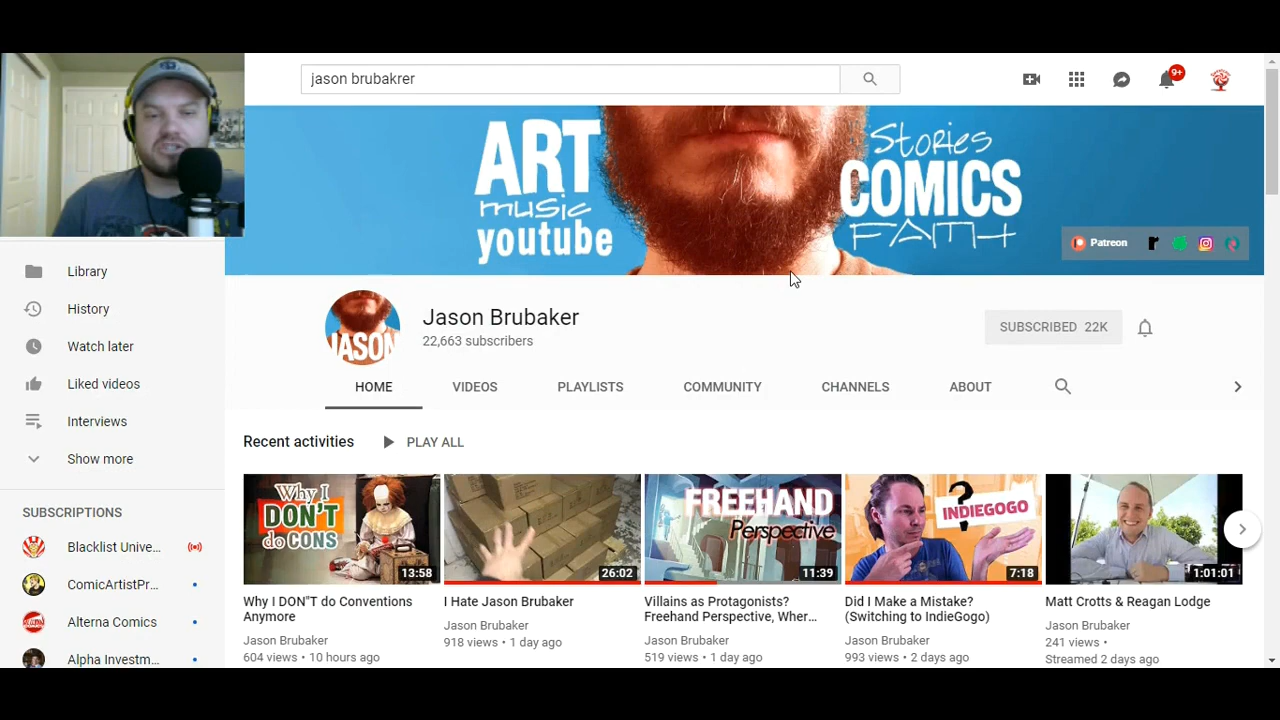 jason brubakrer
9+
ART
music
youtube
Stories
COMICS
FAITH
Patreon
JASON
Jason Brubaker
22,663 subscribers
SUBSCRIBED 22K
HOME
VIDEOS
PLAYLISTS
COMMUNITY
CHANNELS
ABOUT
Library
History
Watch later
Liked videos
Interviews
Show more
SUBSCRIPTIONS
Blacklist Unive...
ComicArtistPr...
Alterna Comics
Alpha Investm...
Recent activities
PLAY ALL
Why I
DON'T
do CONS
13:58
Why I DON"T do Conventions
Anymore
Jason Brubaker
604 views • 10 hours ago
26:02
I Hate Jason Brubaker
Jason Brubaker
918 views • 1 day ago
FREEHAND
Perspective
11:39
Villains as Protagonists?
Freehand Perspective, Wher...
Jason Brubaker
519 views • 1 day ago
?
INDIEGOGO
7:18
Did I Make a Mistake?
(Switching to IndieGogo)
Jason Brubaker
993 views • 2 days ago
1:01:01
Matt Crotts & Reagan Lodge
Jason Brubaker
241 views •
Streamed 2 days ago